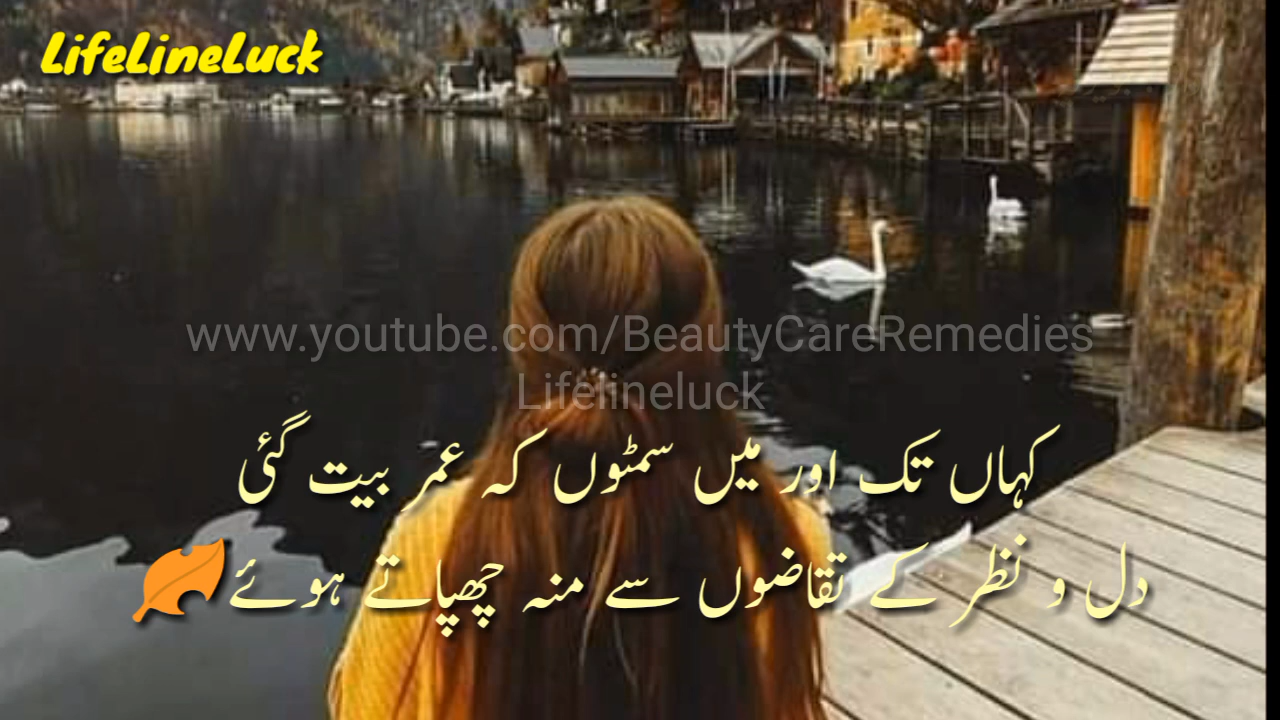 LifeLineLuck
www.youtube.com/BeautyCareRemedies
Lifelineluck
کہاں تک اور میں سمٹوں کہ عمر بیت گئی
دل و نظر کے تقاضوں سے منہ چھپاتے ہوئے